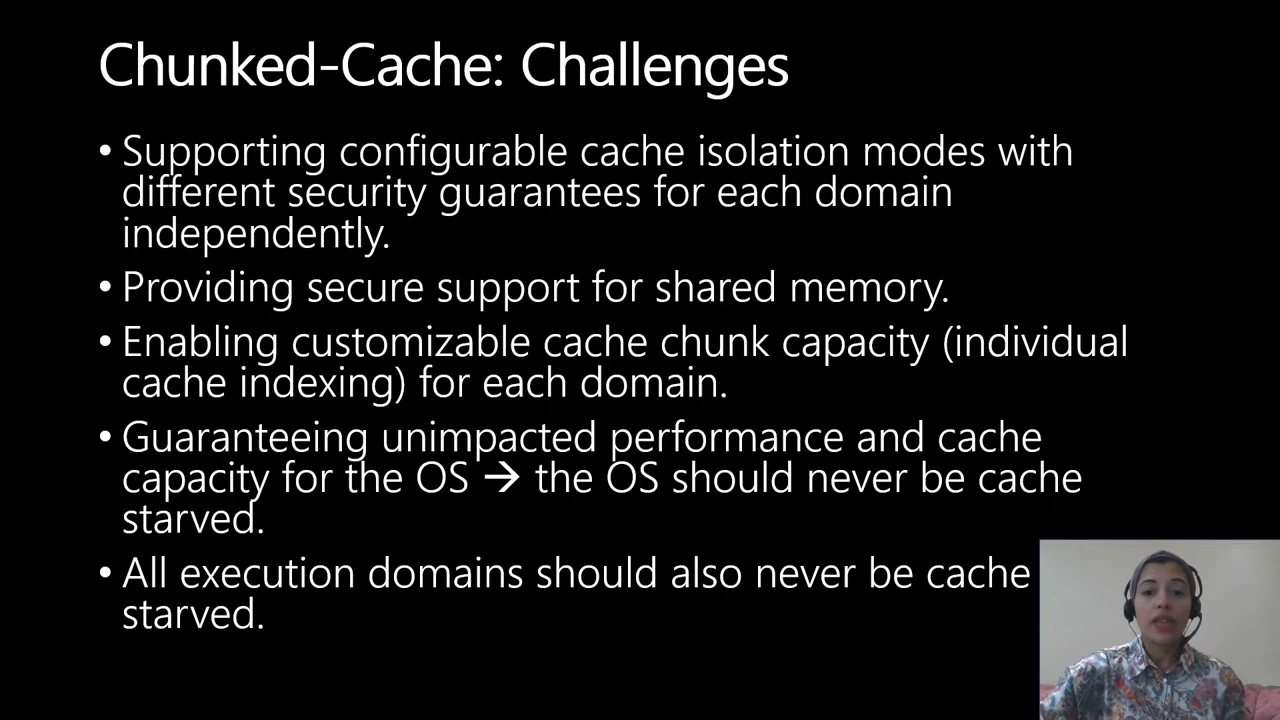 Chunked-Cache: Challenges
• Supporting configurable cache isolation modes with
different security guarantees for each domain
independently.
• Providing secure support for shared memory.
• Enabling customizable cache chunk capacity (individual
cache indexing) for each domain.
• Guaranteeing unimpacted performance and cache
capacity for the OS → the OS should never be cache
starved.
• All execution domains should also never be cache
starved.